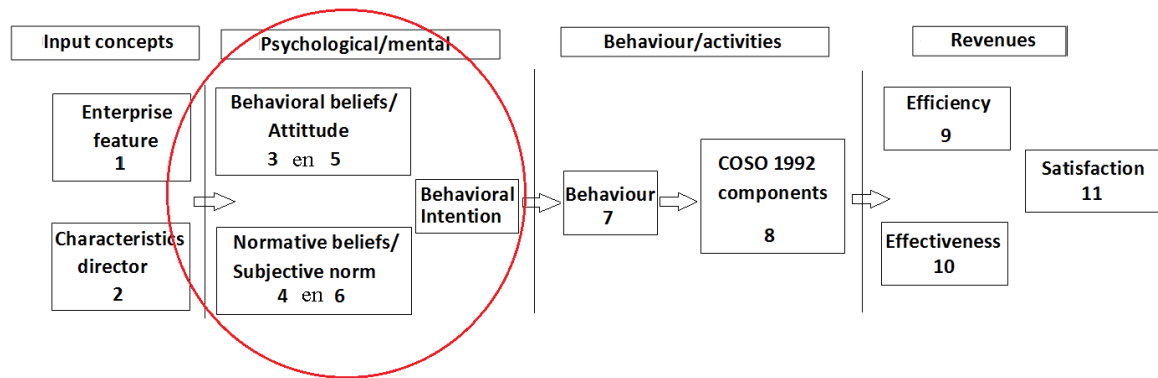 Input concepts
Psychological/mental
Behaviour/activities
Revenues
Enterprise
feature
1
Characteristics
director
2
Behavioral beliefs/
Attittude
3 en 5
Normative beliefs/
Subjective norm
4 en 6
Behavioral
Intention
Behaviour
7
COSO 1992
components
8
Efficiency
9
Effectiveness
10
Satisfaction
11